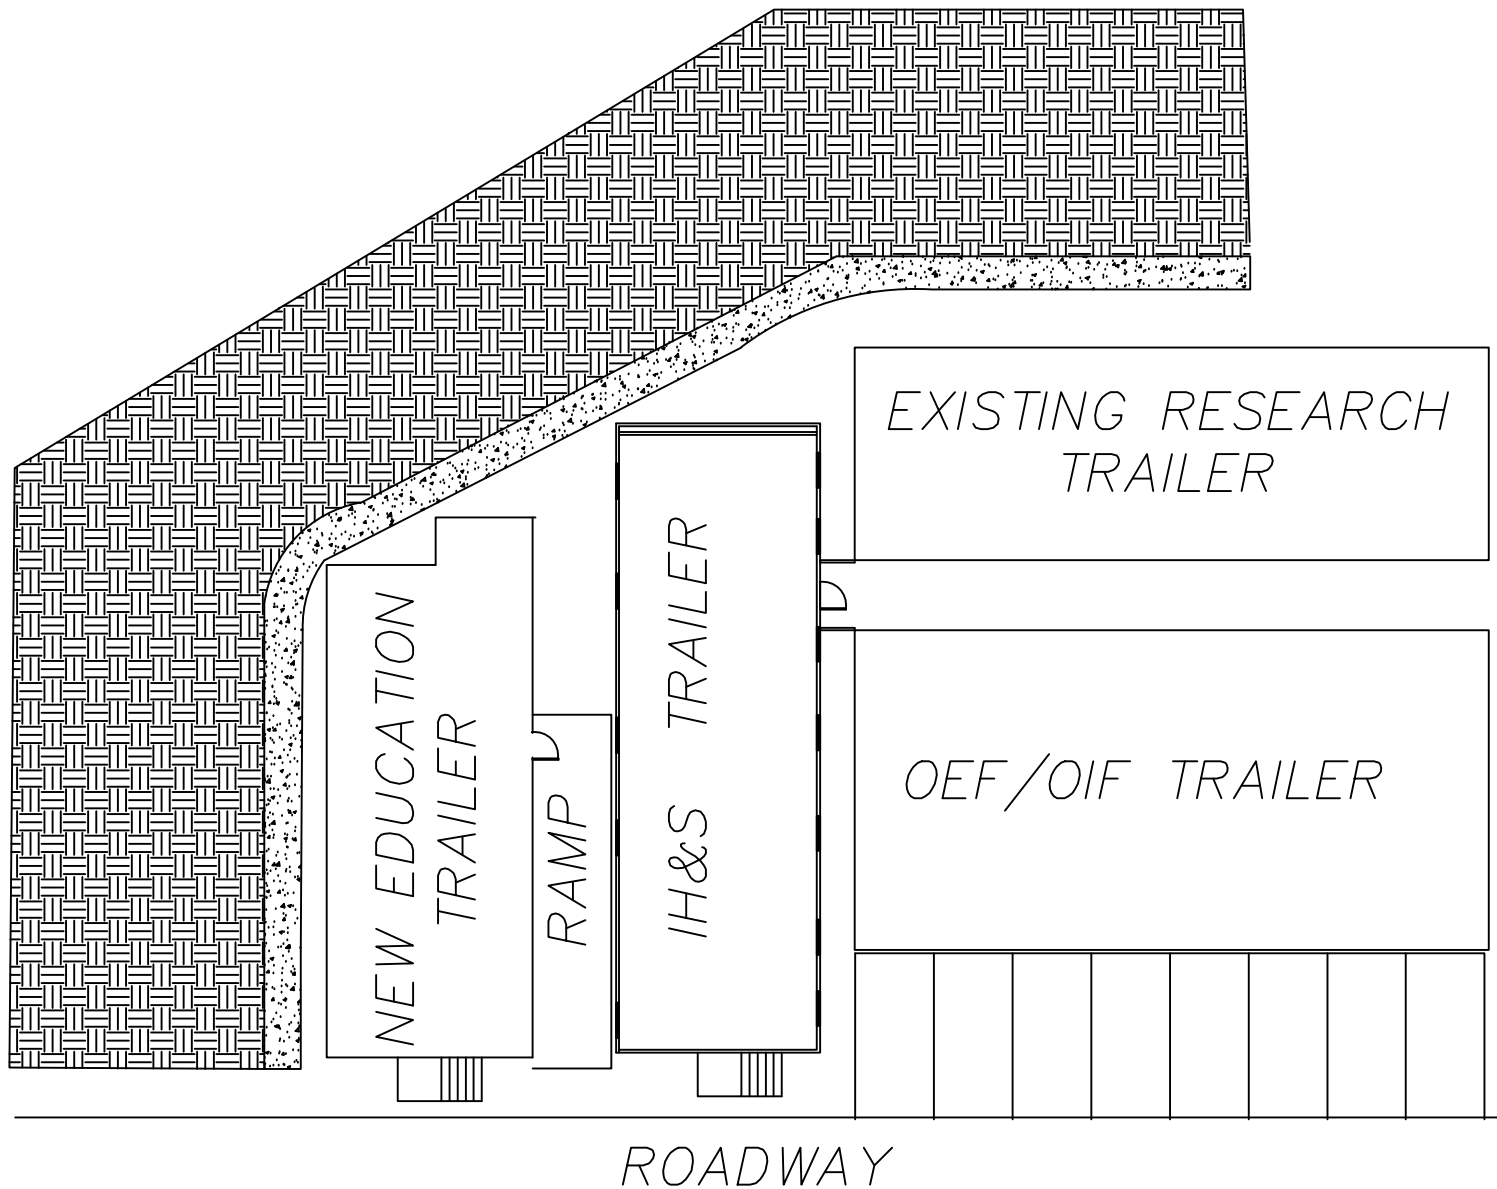 EXISTING RESEARCH
TRAILER
NEW EDUCATION
TRAILER
RAMP
IH&S TRAILER
OEF/OIF TRAILER
ROADWAY